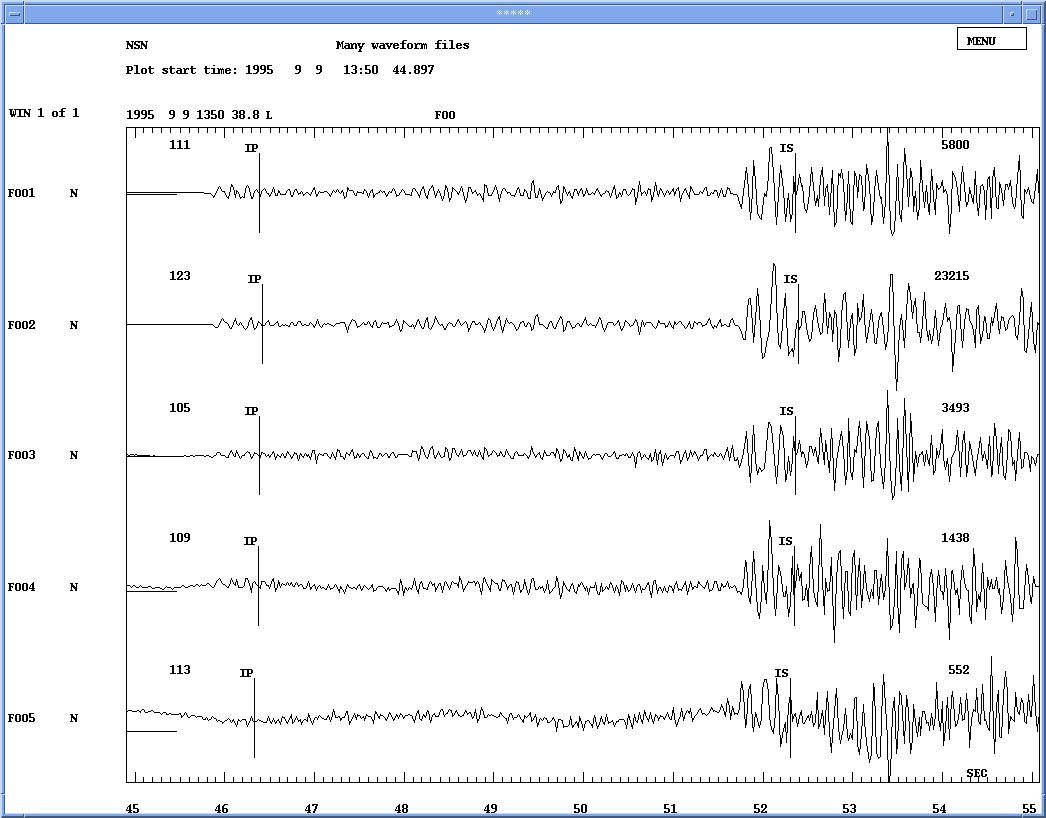 *****
MENU
NSN Many waveform files
Plot start time: 1995 9 9 13:50 44.897
WIN 1 of 1 1995 9 9 1350 38.8 L FOO
111 IP IS 5800
F001 N
123 IP IS 23215
F002 N
105 IP IS 3493
F003 N
109 IP IS 1438
F004 N
113 IP IS 552
F005 N
SEC
45 46 47 48 49 50 51 52 53 54 55